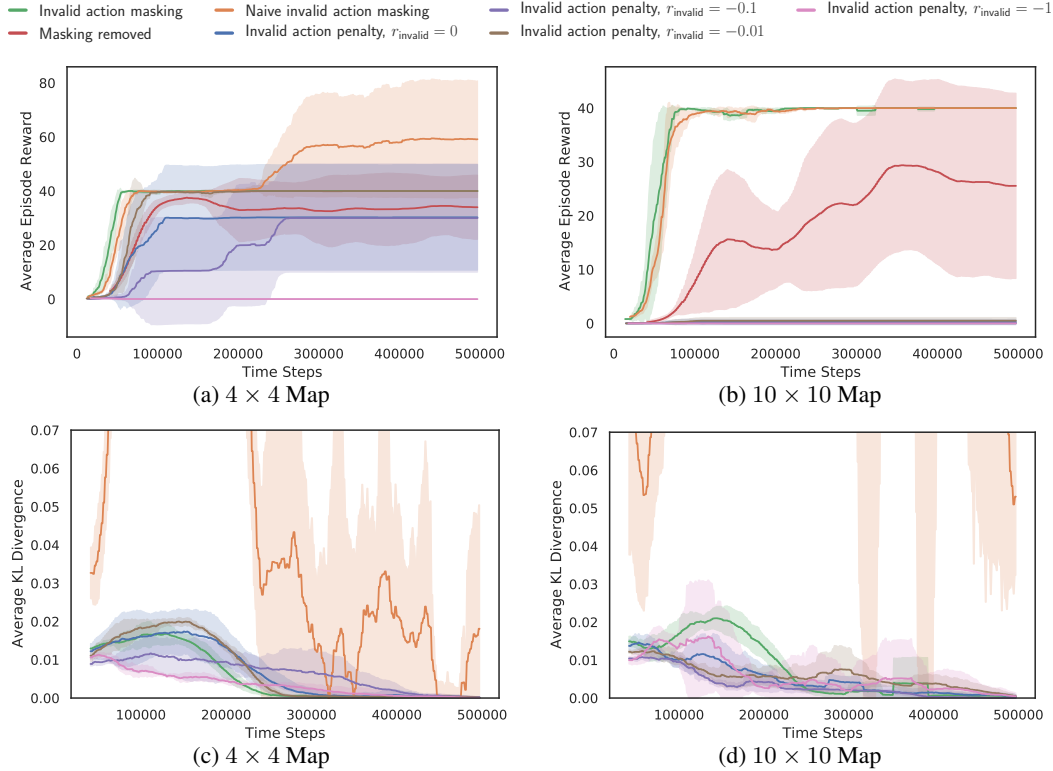 Invalid action masking
Naive invalid action masking
Invalid action penalty, r_invalid = −0.1
Invalid action penalty, r_invalid = −1
Masking removed
Invalid action penalty, r_invalid = 0
Invalid action penalty, r_invalid = −0.01
Average Episode Reward
80
60
40
20
0
0 100000 200000 300000 400000 500000
Time Steps
(a) 4 × 4 Map
Average Episode Reward
40
30
20
10
0
0 100000 200000 300000 400000 500000
Time Steps
(b) 10 × 10 Map
Average KL Divergence
0.07
0.06
0.05
0.04
0.03
0.02
0.01
0.00
100000 200000 300000 400000 500000
Time Steps
(c) 4 × 4 Map
Average KL Divergence
0.07
0.06
0.05
0.04
0.03
0.02
0.01
0.00
100000 200000 300000 400000 500000
Time Steps
(d) 10 × 10 Map